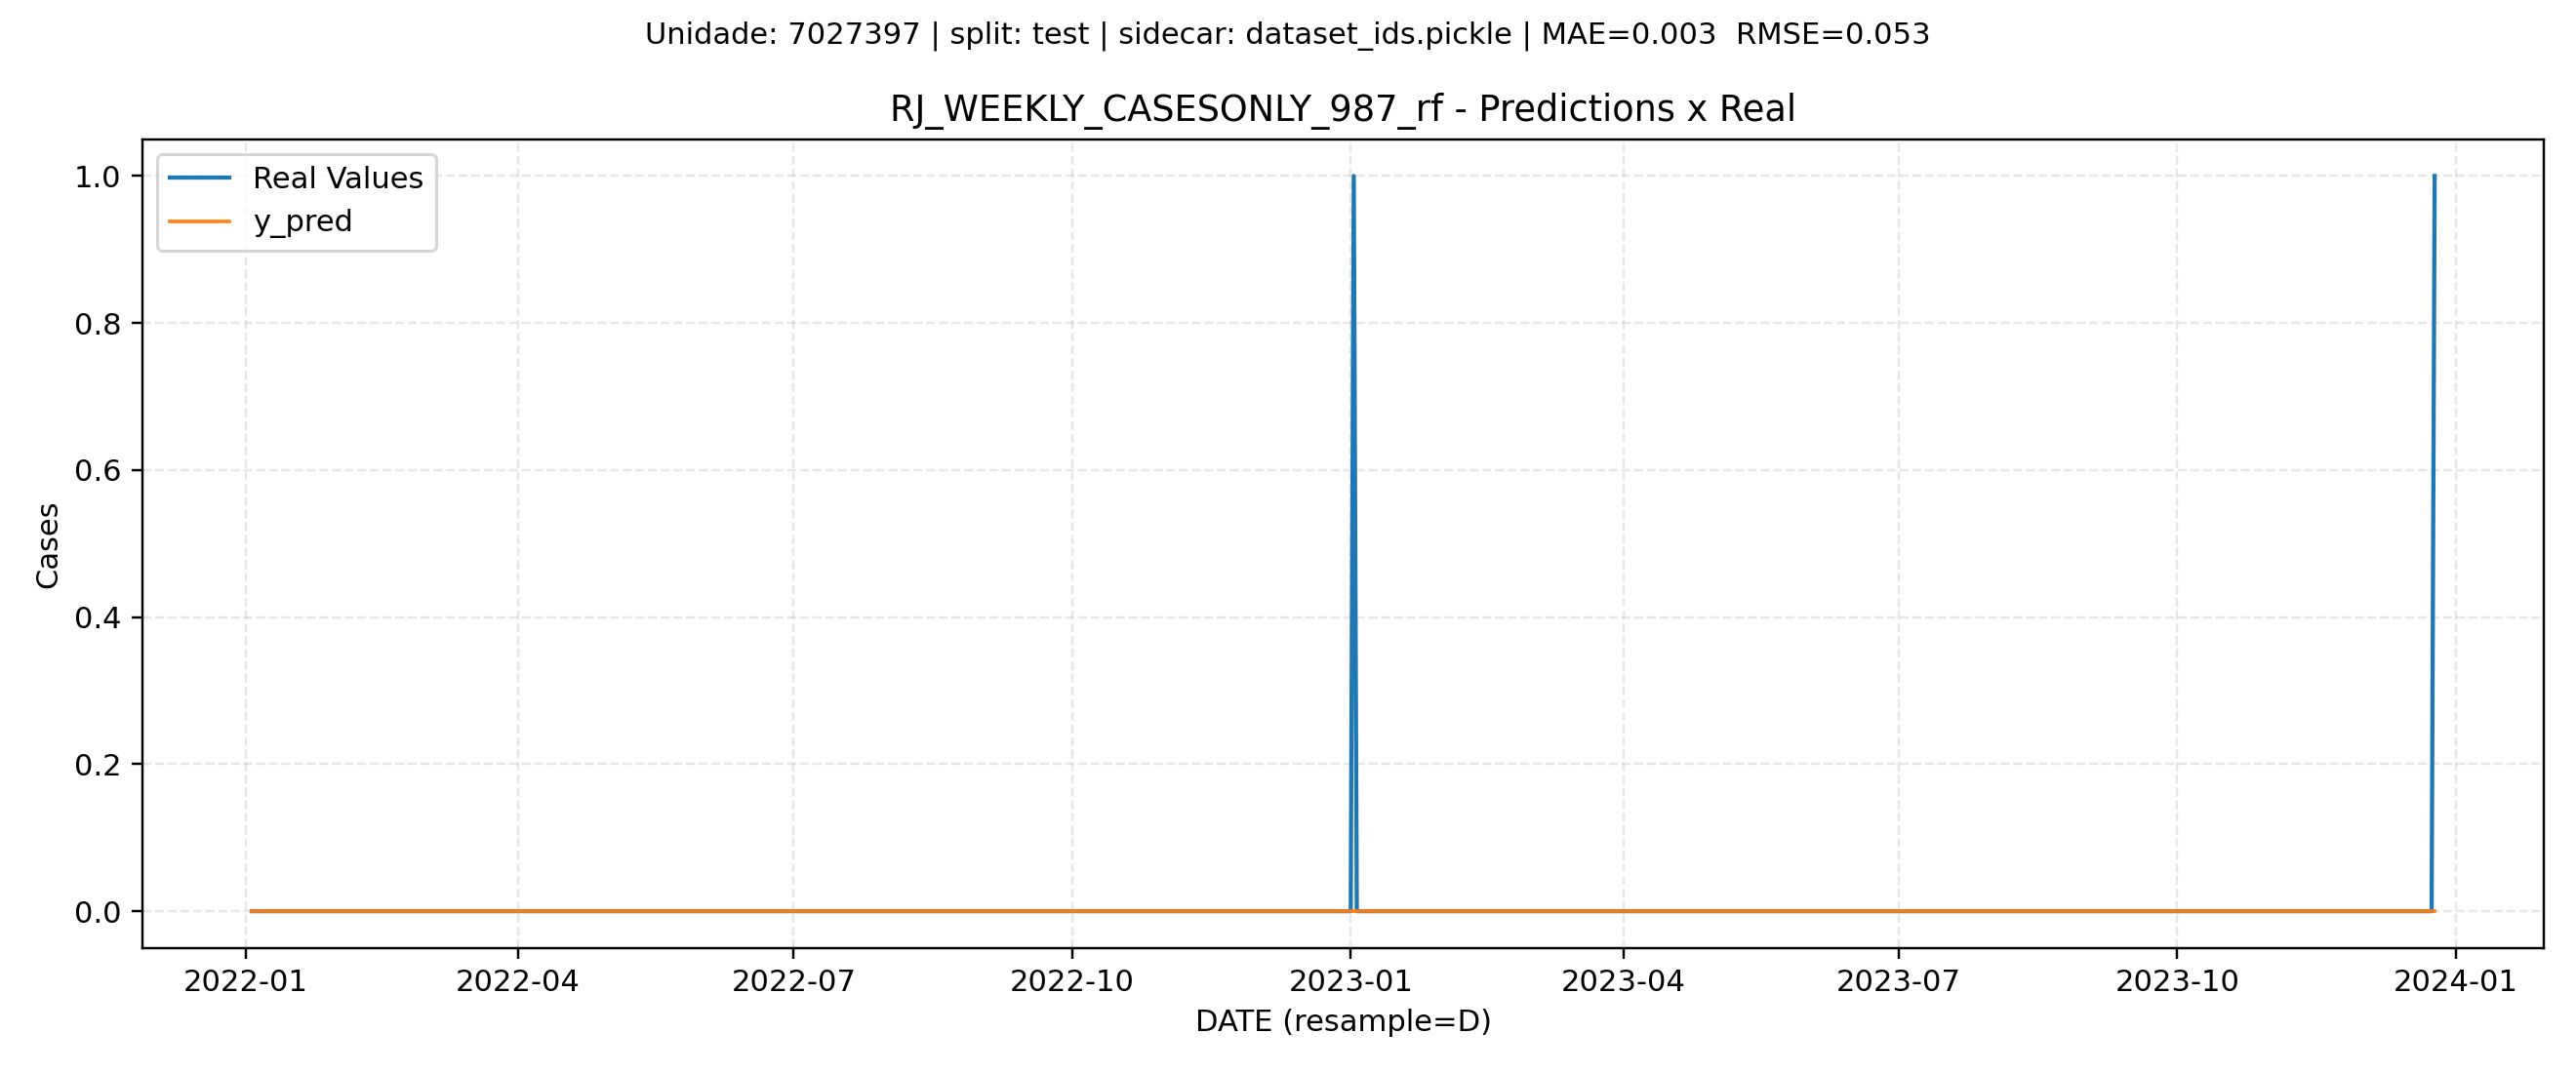 Unidade: 7027397 | split: test | sidecar: dataset_ids.pickle | MAE=0.003  RMSE=0.053
RJ_WEEKLY_CASESONLY_987_rf - Predictions x Real
Real Values
y_pred
1.0
0.8
0.6
0.4
0.2
0.0
Cases
2022-01 2022-04 2022-07 2022-10 2023-01 2023-04 2023-07 2023-10 2024-01
DATE (resample=D)